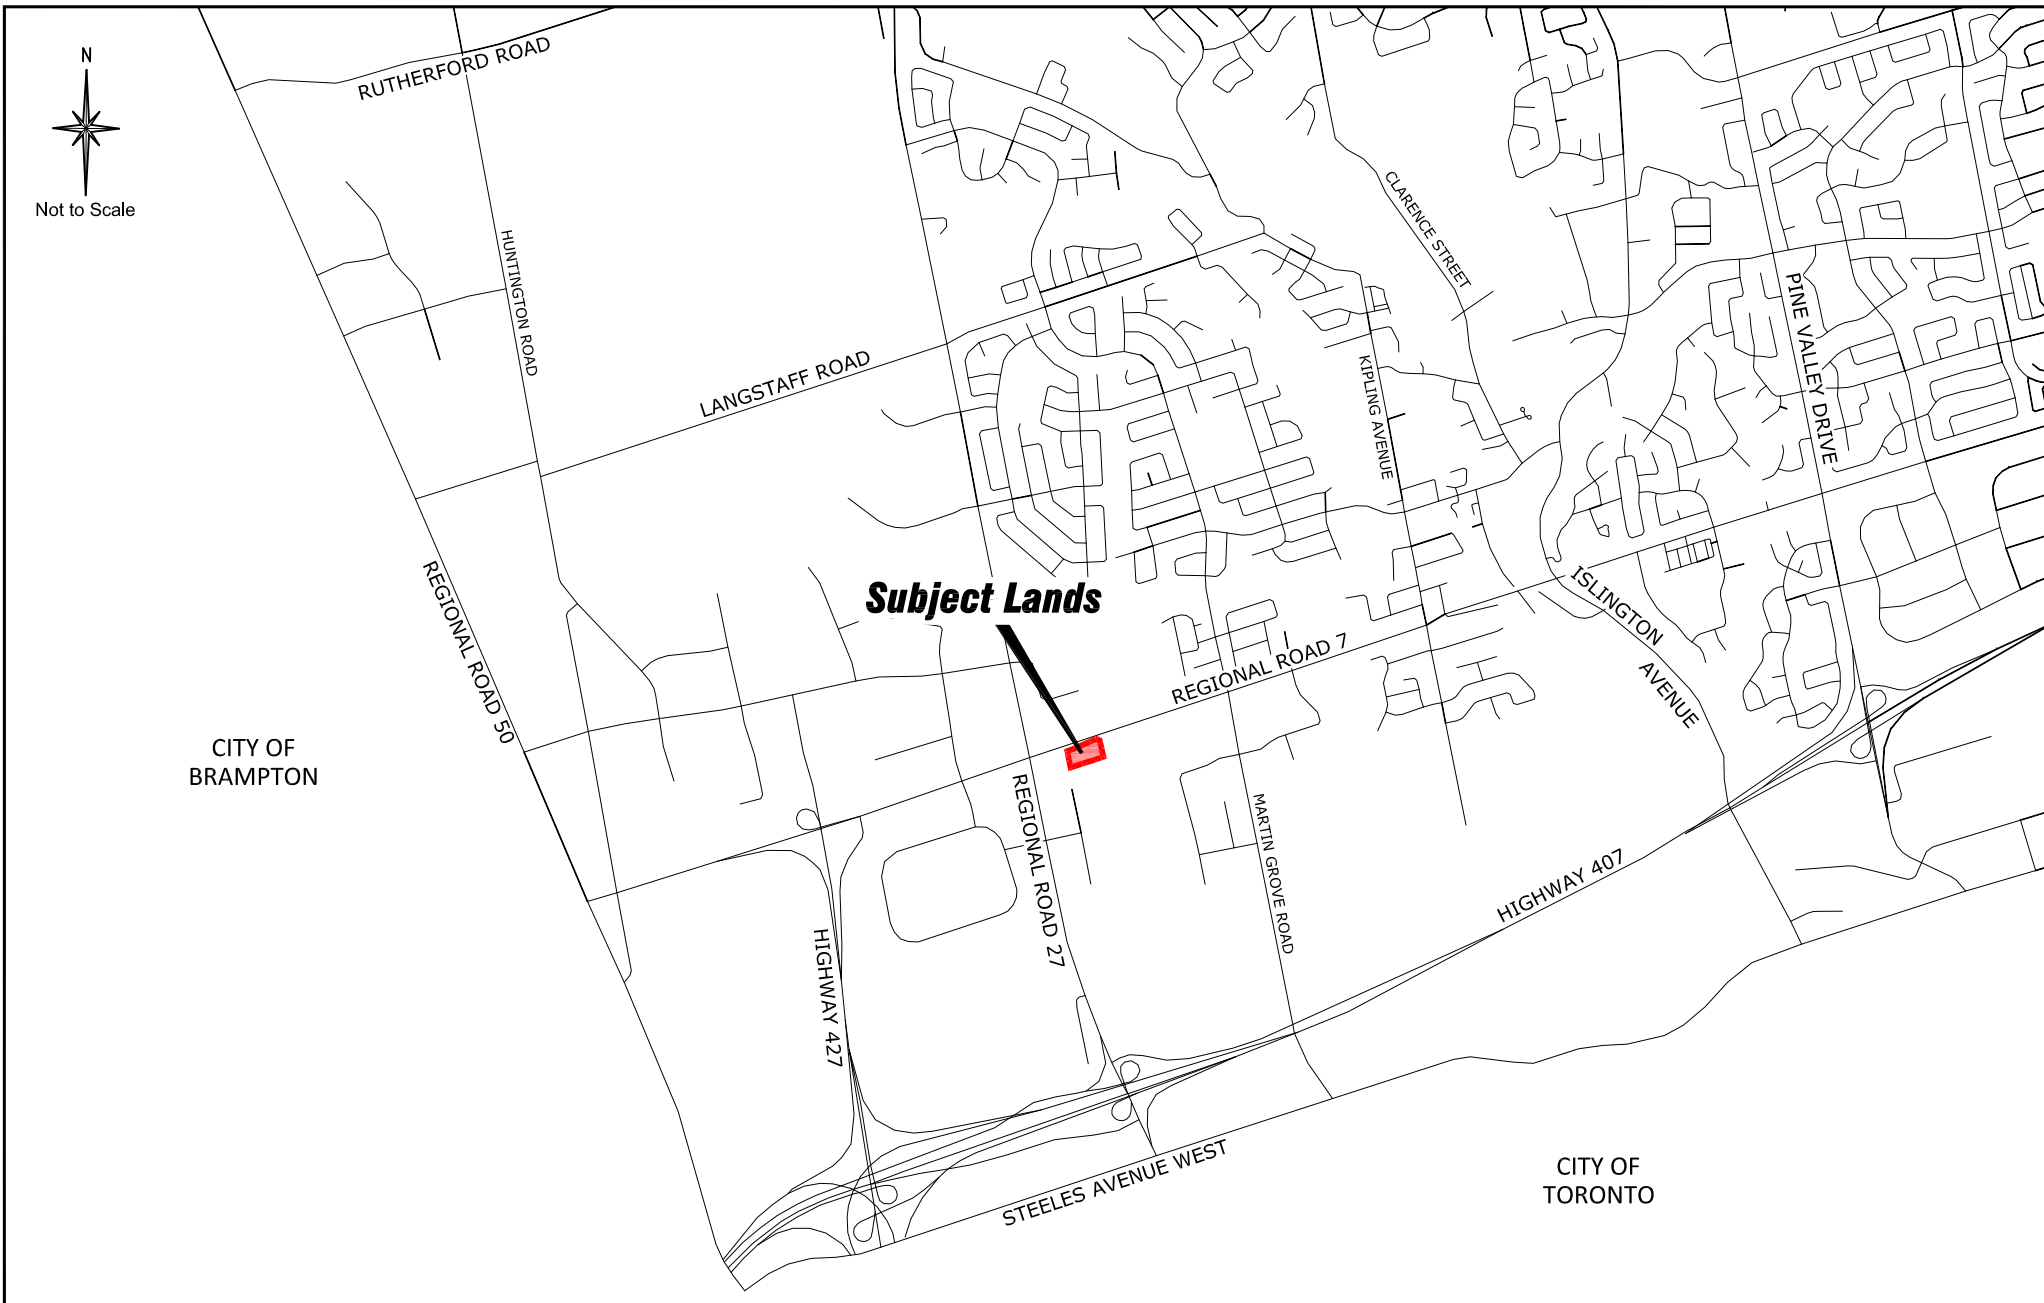 N
Not to Scale
RUTHERFORD ROAD
HUNTINGTON ROAD
CLARENCE STREET
PINE VALLEY DRIVE
LANGSTAFF ROAD
KIPLING AVENUE
REGIONAL ROAD 50
Subject Lands
ISLINGTON
AVENUE
REGIONAL ROAD 7
CITY OF
BRAMPTON
REGIONAL ROAD 27
MARTIN GROVE ROAD
HIGHWAY 407
HIGHWAY 427
STEELES AVENUE WEST
CITY OF
TORONTO